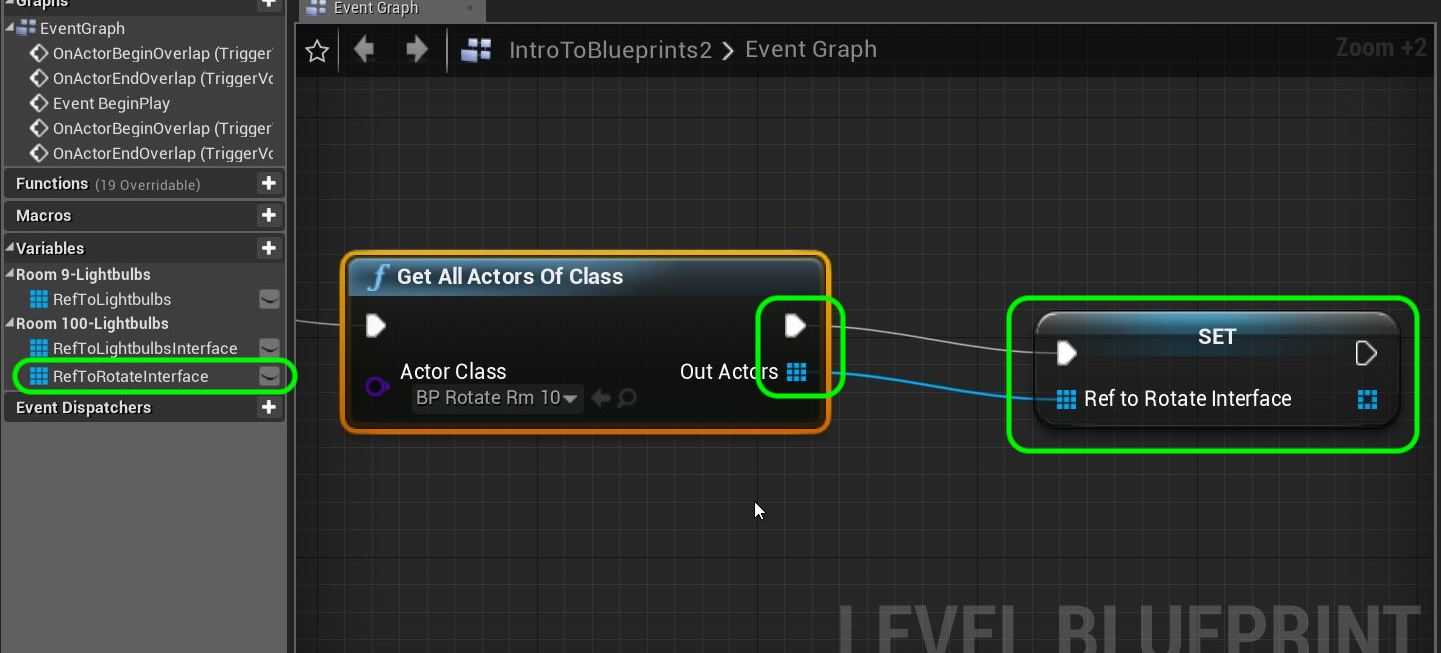 Graphs
Event Graph
EventGraph
OnActorBeginOverlap (Trigger
OnActorEndOverlap (TriggerVo
Event BeginPlay
OnActorBeginOverlap (Trigger
OnActorEndOverlap (TriggerVo
Functions (19 Overridable)
Macros
Variables
Room 9-Lightbulbs
RefToLightbulbs
Room 100-Lightbulbs
RefToLightbulbsInterface
RefToRotateInterface
Event Dispatchers
IntroToBlueprints2 > Event Graph
Zoom +2
f Get All Actors Of Class
Actor Class
BP Rotate Rm 10
Out Actors
SET
Ref to Rotate Interface
LEVEL BLUEPRINT